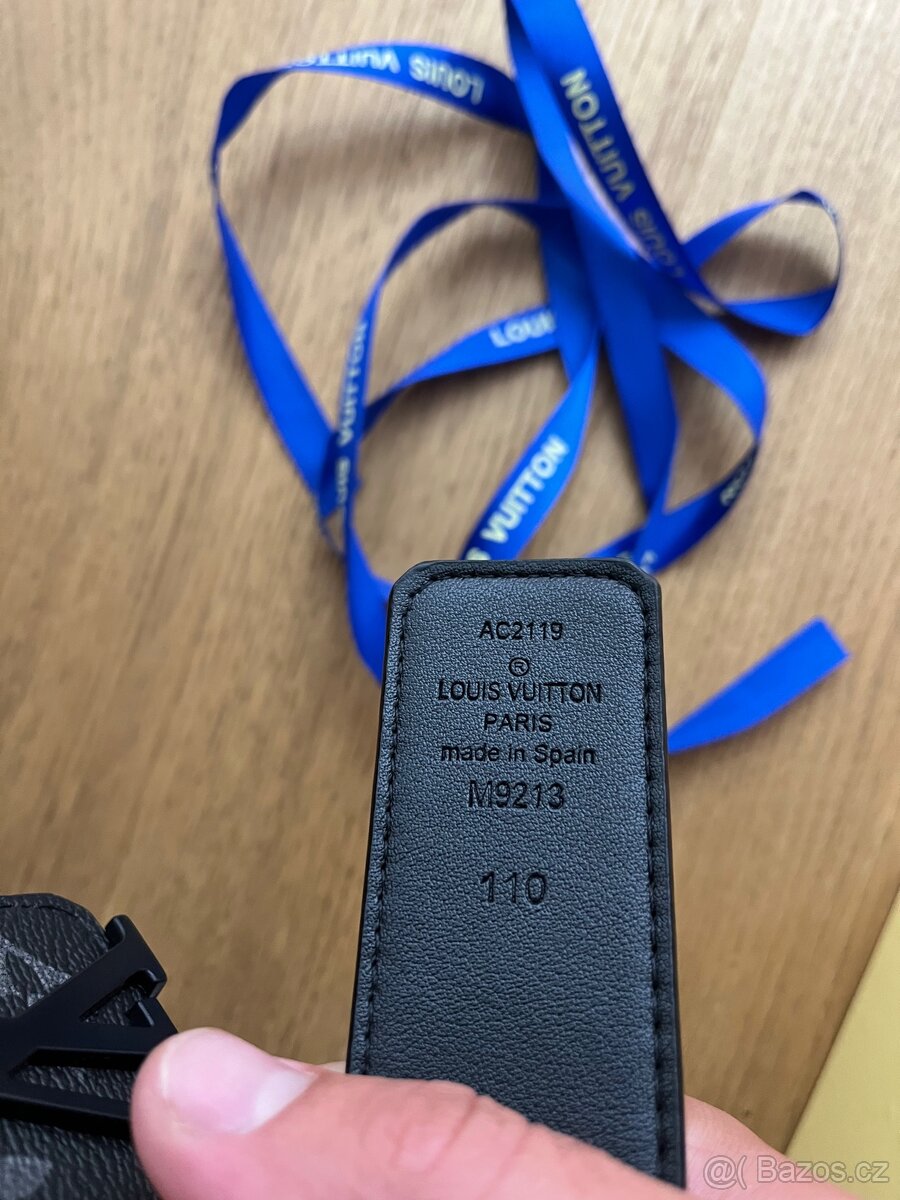 LOUIS VUITTON
LOUIS VUITTON
LOUIS
VUITTON
VUITTON
AC2119
®
LOUIS VUITTON
PARIS
made in Spain
M9213
110
@( Bazos.cz